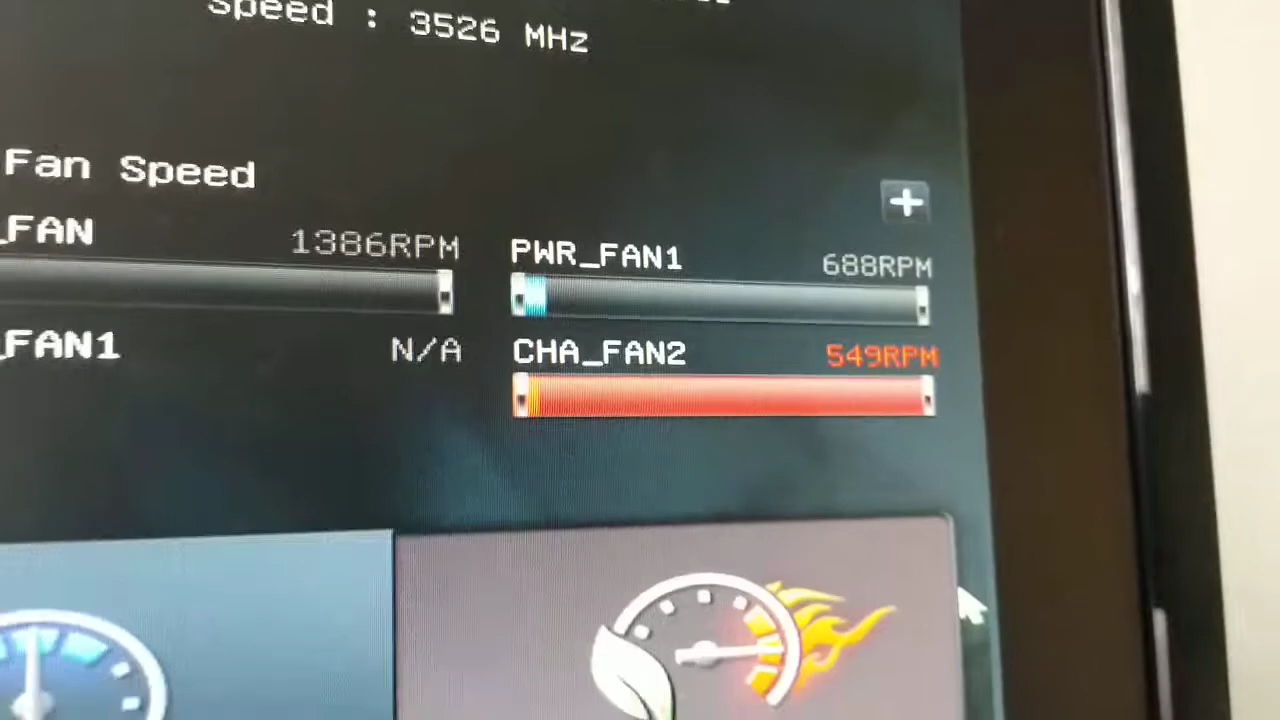 Speed : 3526 MHz
Fan Speed
_FAN 1386RPM
PWR_FAN1 688RPM
_FAN1 N/A
CHA_FAN2 549RPM